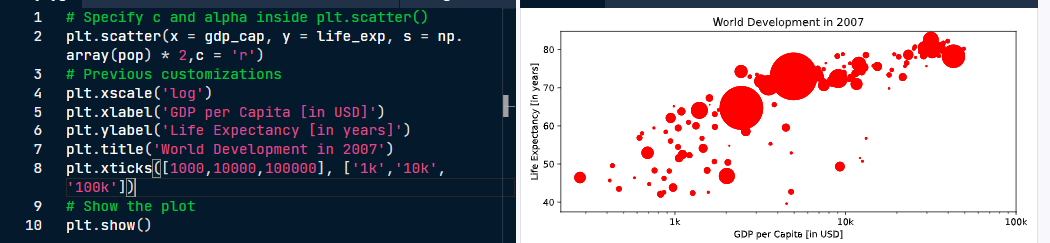 1 # Specify c and alpha inside plt.scatter()
2 plt.scatter(x = gdp_cap, y = life_exp, s = np.
array(pop) * 2,c = 'r')
3 # Previous customizations
4 plt.xscale('log')
5 plt.xlabel('GDP per Capita [in USD]')
6 plt.ylabel('Life Expectancy [in years]')
7 plt.title('World Development in 2007')
8 plt.xticks([1000,10000,100000], ['1k','10k',
'100k'])
9 # Show the plot
10 plt.show()
World Development in 2007
Life Expectancy [in years]
80
70
60
50
40
1k 10k 100k
GDP per Capita [in USD]